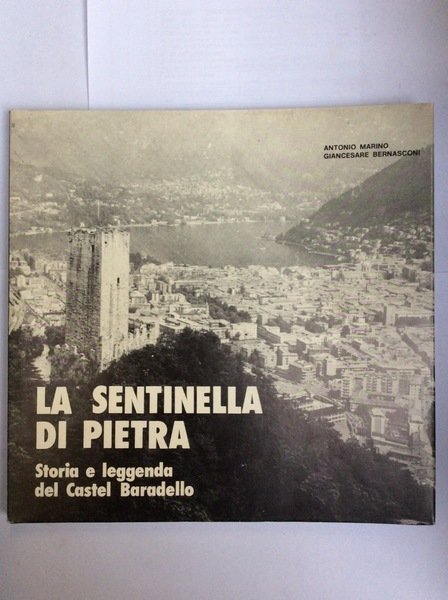 ANTONIO MARINO
GIANCESARE BERNASCONI
LA SENTINELLA
DI PIETRA
Storia e leggenda
del Castel Baradello